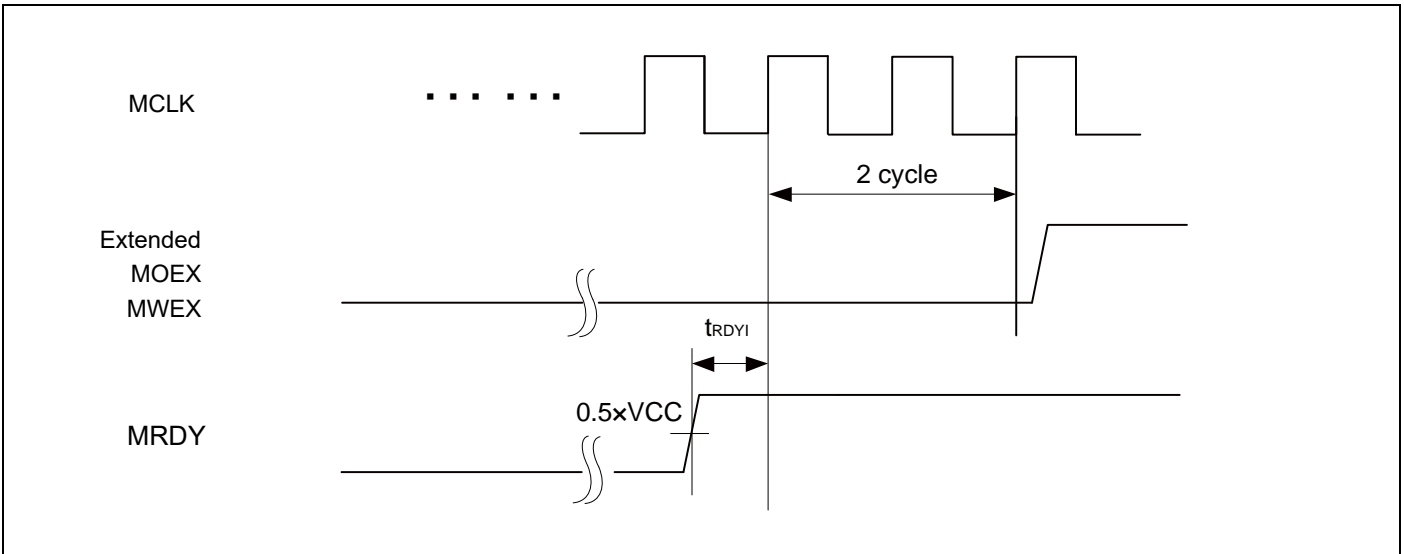 MCLK
... ...
2 cycle
Extended
MOEX
MWEX
tRDYI
0.5×VCC
MRDY